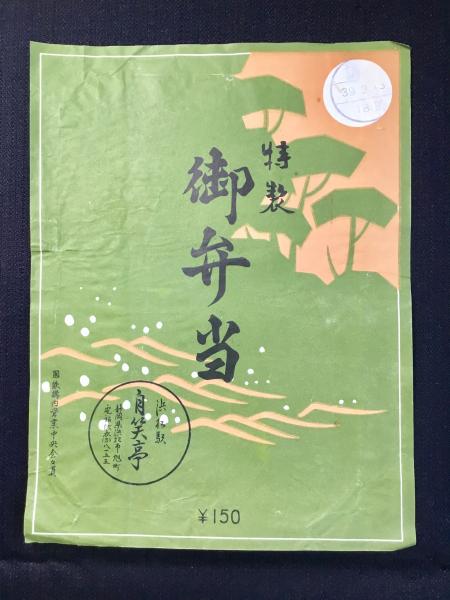 特製
御弁当
浜松駅
自笑亭
静岡県浜松市旭町
国鉄構内営業中央会会員
¥150